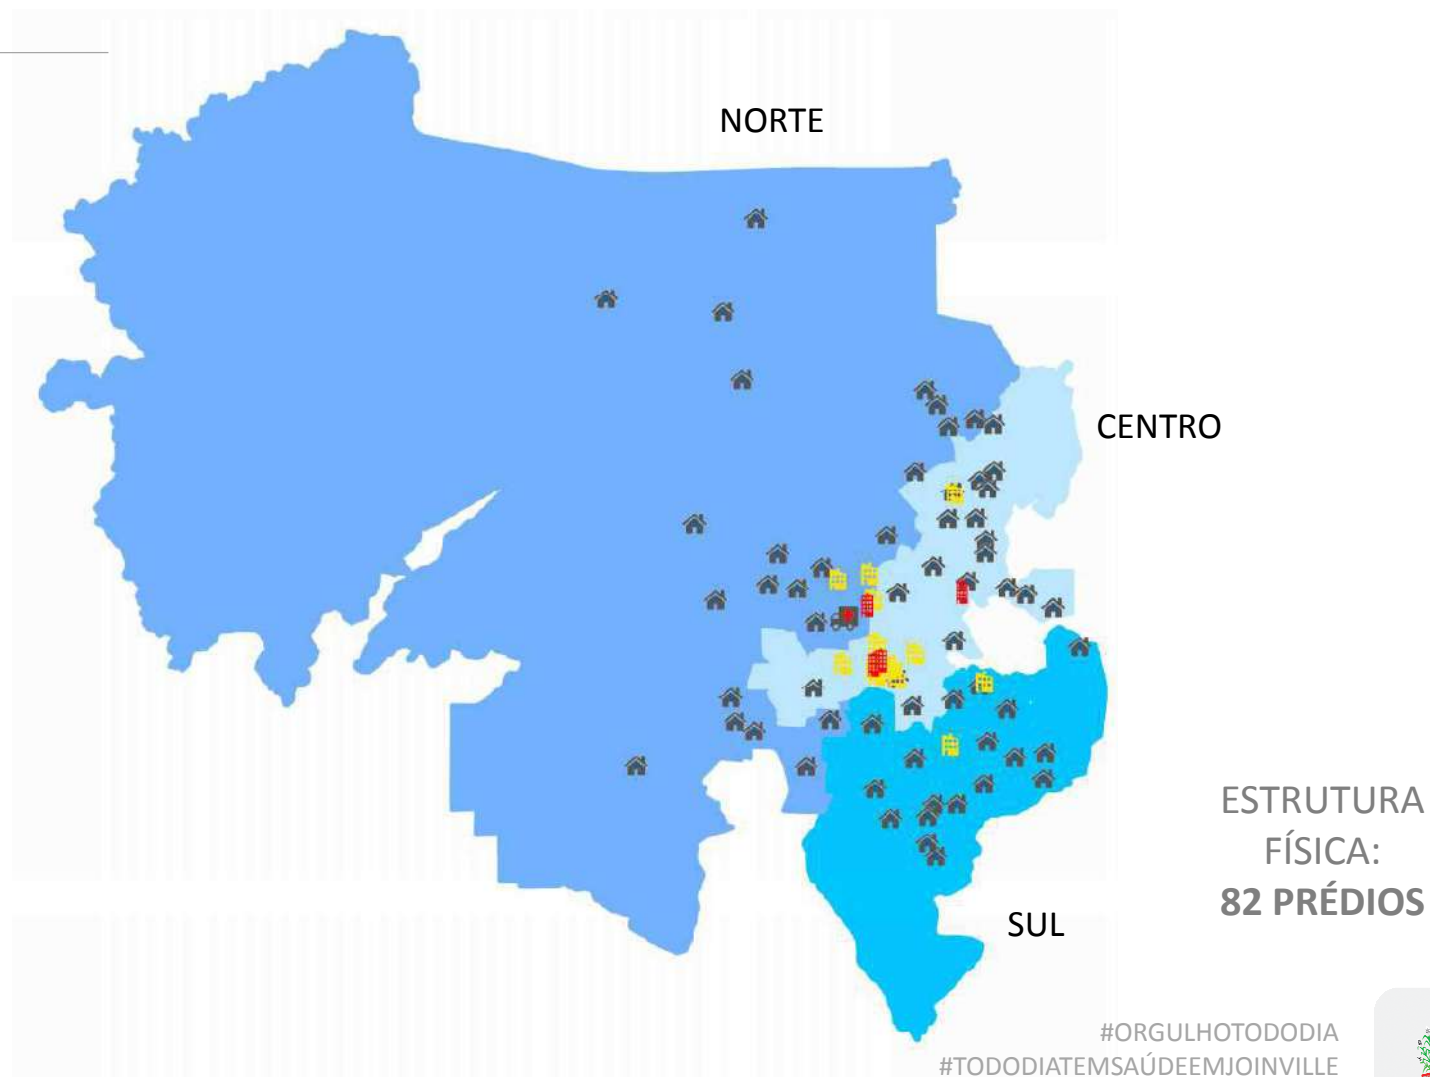 NORTE
CENTRO
ESTRUTURA
FÍSICA:
82 PRÉDIOS
SUL
#ORGULHOTODODIA
#TODODIATEMSAÚDEEMJOINVILLE